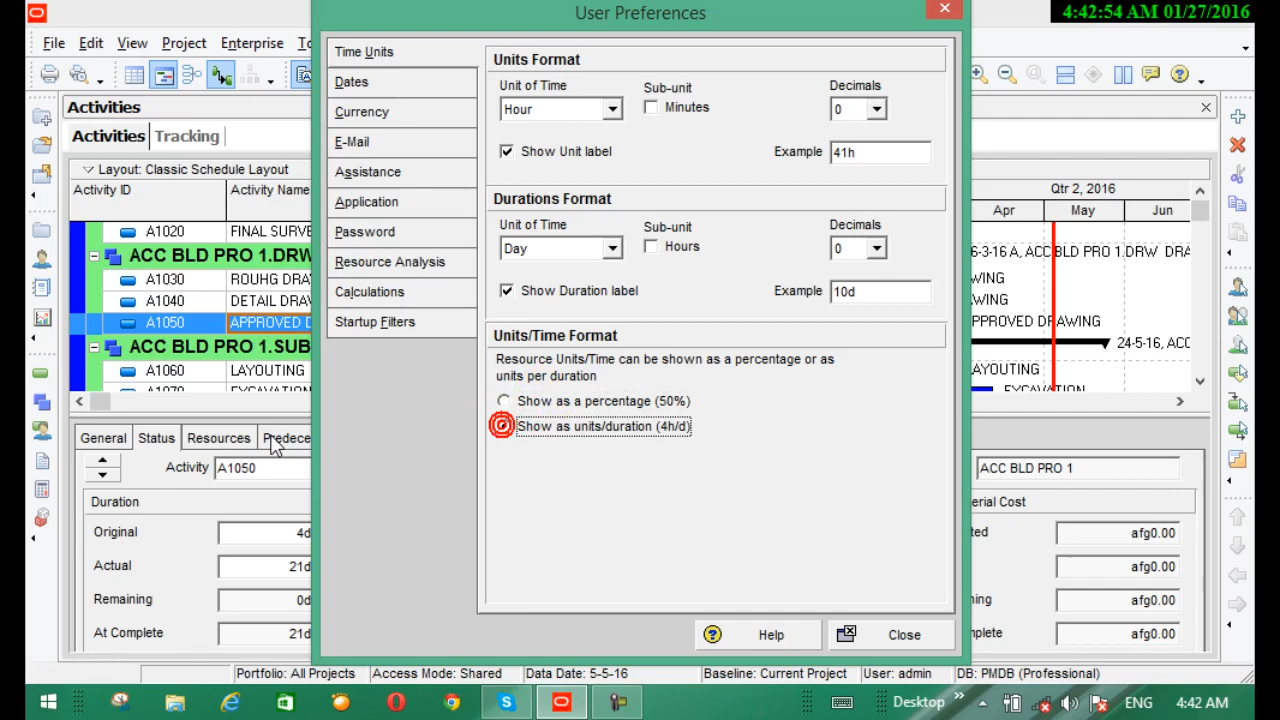 User Preferences
4:42:54 AM 01/27/2016
File Edit View Project Enterprise
Activities
Activities Tracking
Layout: Classic Schedule Layout
Activity ID Activity Name
A1020 FINAL SURVE
ACC BLD PRO 1.DRW
A1030 ROUHG DRA
A1040 DETAIL DRA
A1050 APPROVED D
ACC BLD PRO 1.SUB
A1060 LAYOUTING
A1070 EXCAVATION
General Status Resources Predece
Activity A1050
Duration
Original 4d
Actual 21d
Remaining 0d
At Complete 21d
Time Units
Dates
Currency
E-Mail
Assistance
Application
Password
Resource Analysis
Calculations
Startup Filters
Units Format
Unit of Time Sub-unit Decimals
Hour Minutes 0
Show Unit label Example 41h
Durations Format
Unit of Time Sub-unit Decimals
Day Hours 0
Show Duration label Example 10d
Units/Time Format
Resource Units/Time can be shown as a percentage or as
units per duration
Show as a percentage (50%)
Show as units/duration (4h/d)
Help Close
Qtr 2, 2016
Apr May Jun
6-3-16 A, ACC BLD PRO 1.DRW DRA
WING
WING
PPROVED DRAWING
24-5-16, ACC
AYOUTING
EXCAVATION
ACC BLD PRO 1
erial Cost
ted afg0.00
afg0.00
ning afg0.00
mplete afg0.00
Portfolio: All Projects Access Mode: Shared Data Date: 5-5-16 Baseline: Current Project User: admin DB: PMDB (Professional)
Desktop ENG 4:42 AM